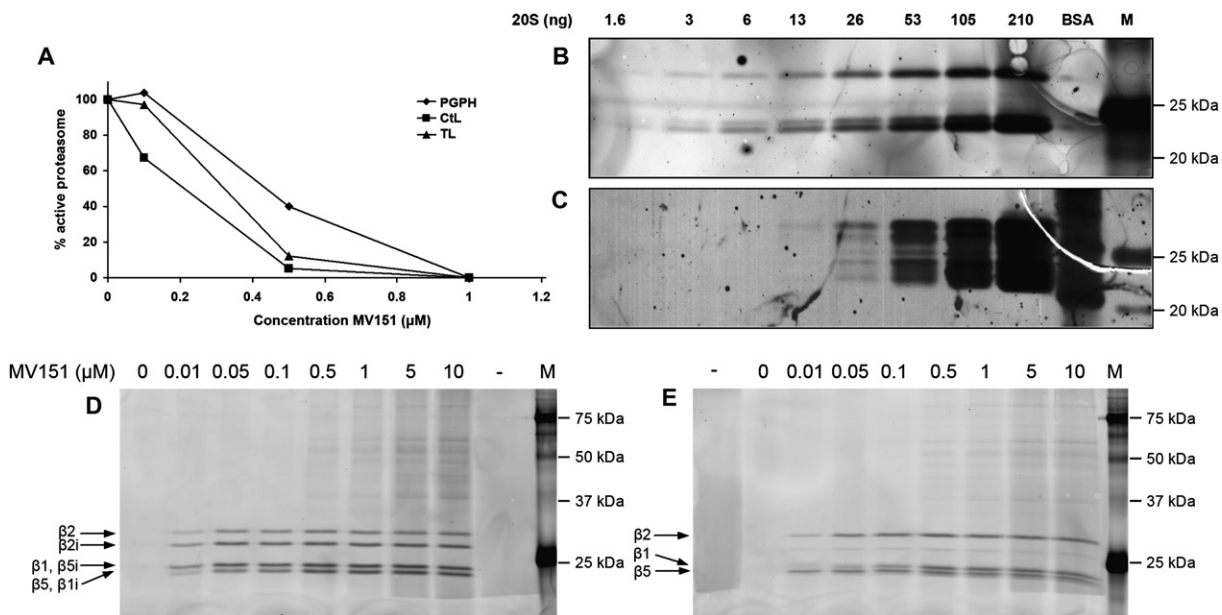 20S (ng) 1.6 3 6 13 26 53 105 210 BSA M
A
B
25 kDa
20 kDa
C
25 kDa
20 kDa
% active proteasome
100
80
60
40
20
0
0 0.2 0.4 0.6 0.8 1 1.2
Concentration MV151 (µM)
PGPH
CtL
TL
MV151 (µM) 0 0.01 0.05 0.1 0.5 1 5 10 - M
D
75 kDa
50 kDa
37 kDa
25 kDa
β2
β2i
β1, β5i
β5, β1i
- 0 0.01 0.05 0.1 0.5 1 5 10 M
E
75 kDa
50 kDa
37 kDa
25 kDa
β2
β1
β5